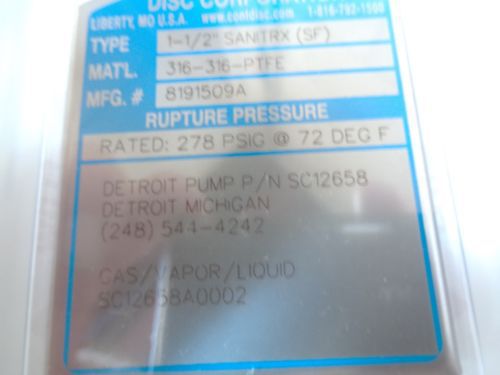 DISC CORPORATION
LIBERTY, MO U.S.A. www.contdisc.com 1-816-792-1500
TYPE 1-1/2" SANITRX (SF)
MAT'L. 316-316-PTFE
MFG. # 8191509A
RUPTURE PRESSURE
RATED: 278 PSIG @ 72 DEG F
DETROIT PUMP P/N SC12658
DETROIT MICHIGAN
(248) 544-4242
GAS/VAPOR/LIQUID
SC12658A0002